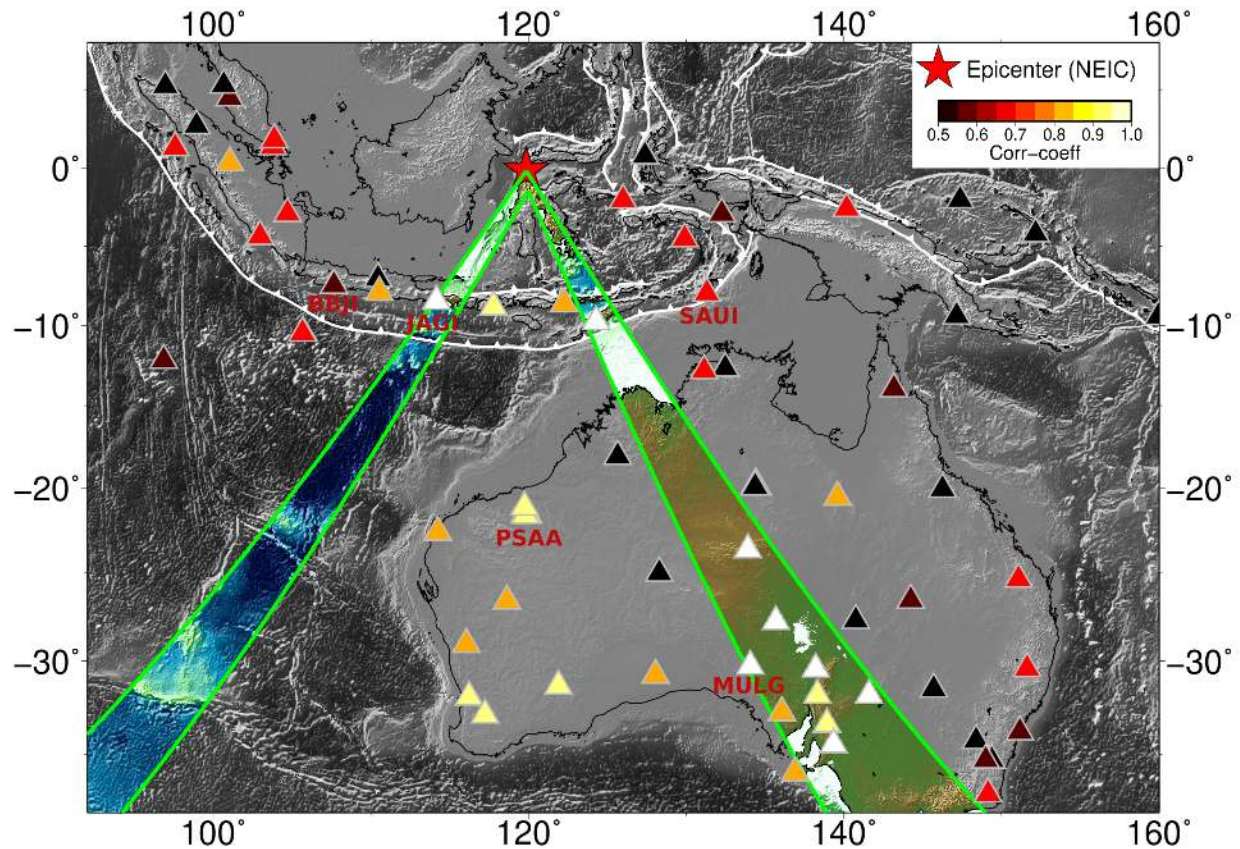 100° 120° 140° 160°
Epicenter (NEIC)
0.5 0.6 0.7 0.8 0.9 1.0
Corr-coeff
0° 0°
BBJI JAGI SAUI
−10° −10°
−20° −20°
PSAA
−30° −30°
MULG
100° 120° 140° 160°